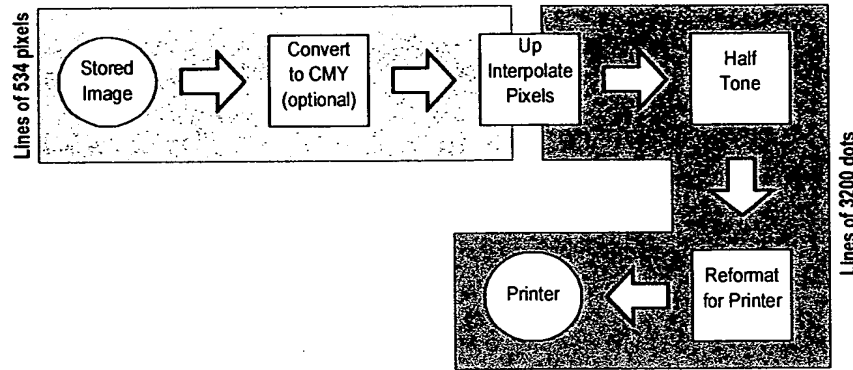 Lines of 534 pixels
Stored
Image
Convert
to CMY
(optional)
Up
Interpolate
Pixels
Half
Tone
Lines of 3200 dots
Reformat
for Printer
Printer